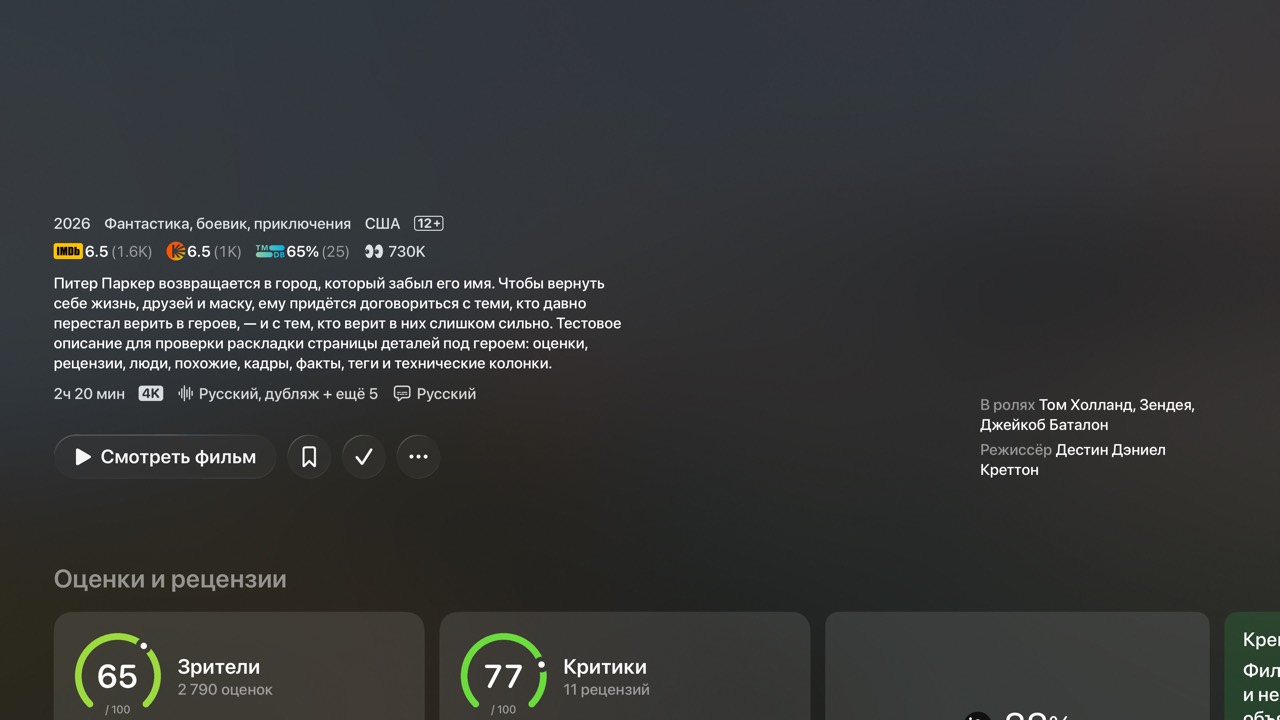 2026 Фантастика, боевик, приключения США 12+
IMDb 6.5 (1.6K) 6.5 (1K) TMDB 65% (25) 👀 730K
Питер Паркер возвращается в город, который забыл его имя. Чтобы вернуть
себе жизнь, друзей и маску, ему придётся договориться с теми, кто давно
перестал верить в героев, — и с тем, кто верит в них слишком сильно. Тестовое
описание для проверки раскладки страницы деталей под героем: оценки,
рецензии, люди, похожие, кадры, факты, теги и технические колонки.
2ч 20 мин 4K Русский, дубляж + ещё 5 Русский
В ролях Том Холланд, Зендея,
Джейкоб Баталон
Режиссёр Дестин Дэниел
Креттон
Смотреть фильм
Оценки и рецензии
65
/ 100
Зрители
2 790 оценок
77
/ 100
Критики
11 рецензий
Кре
Фил
и не